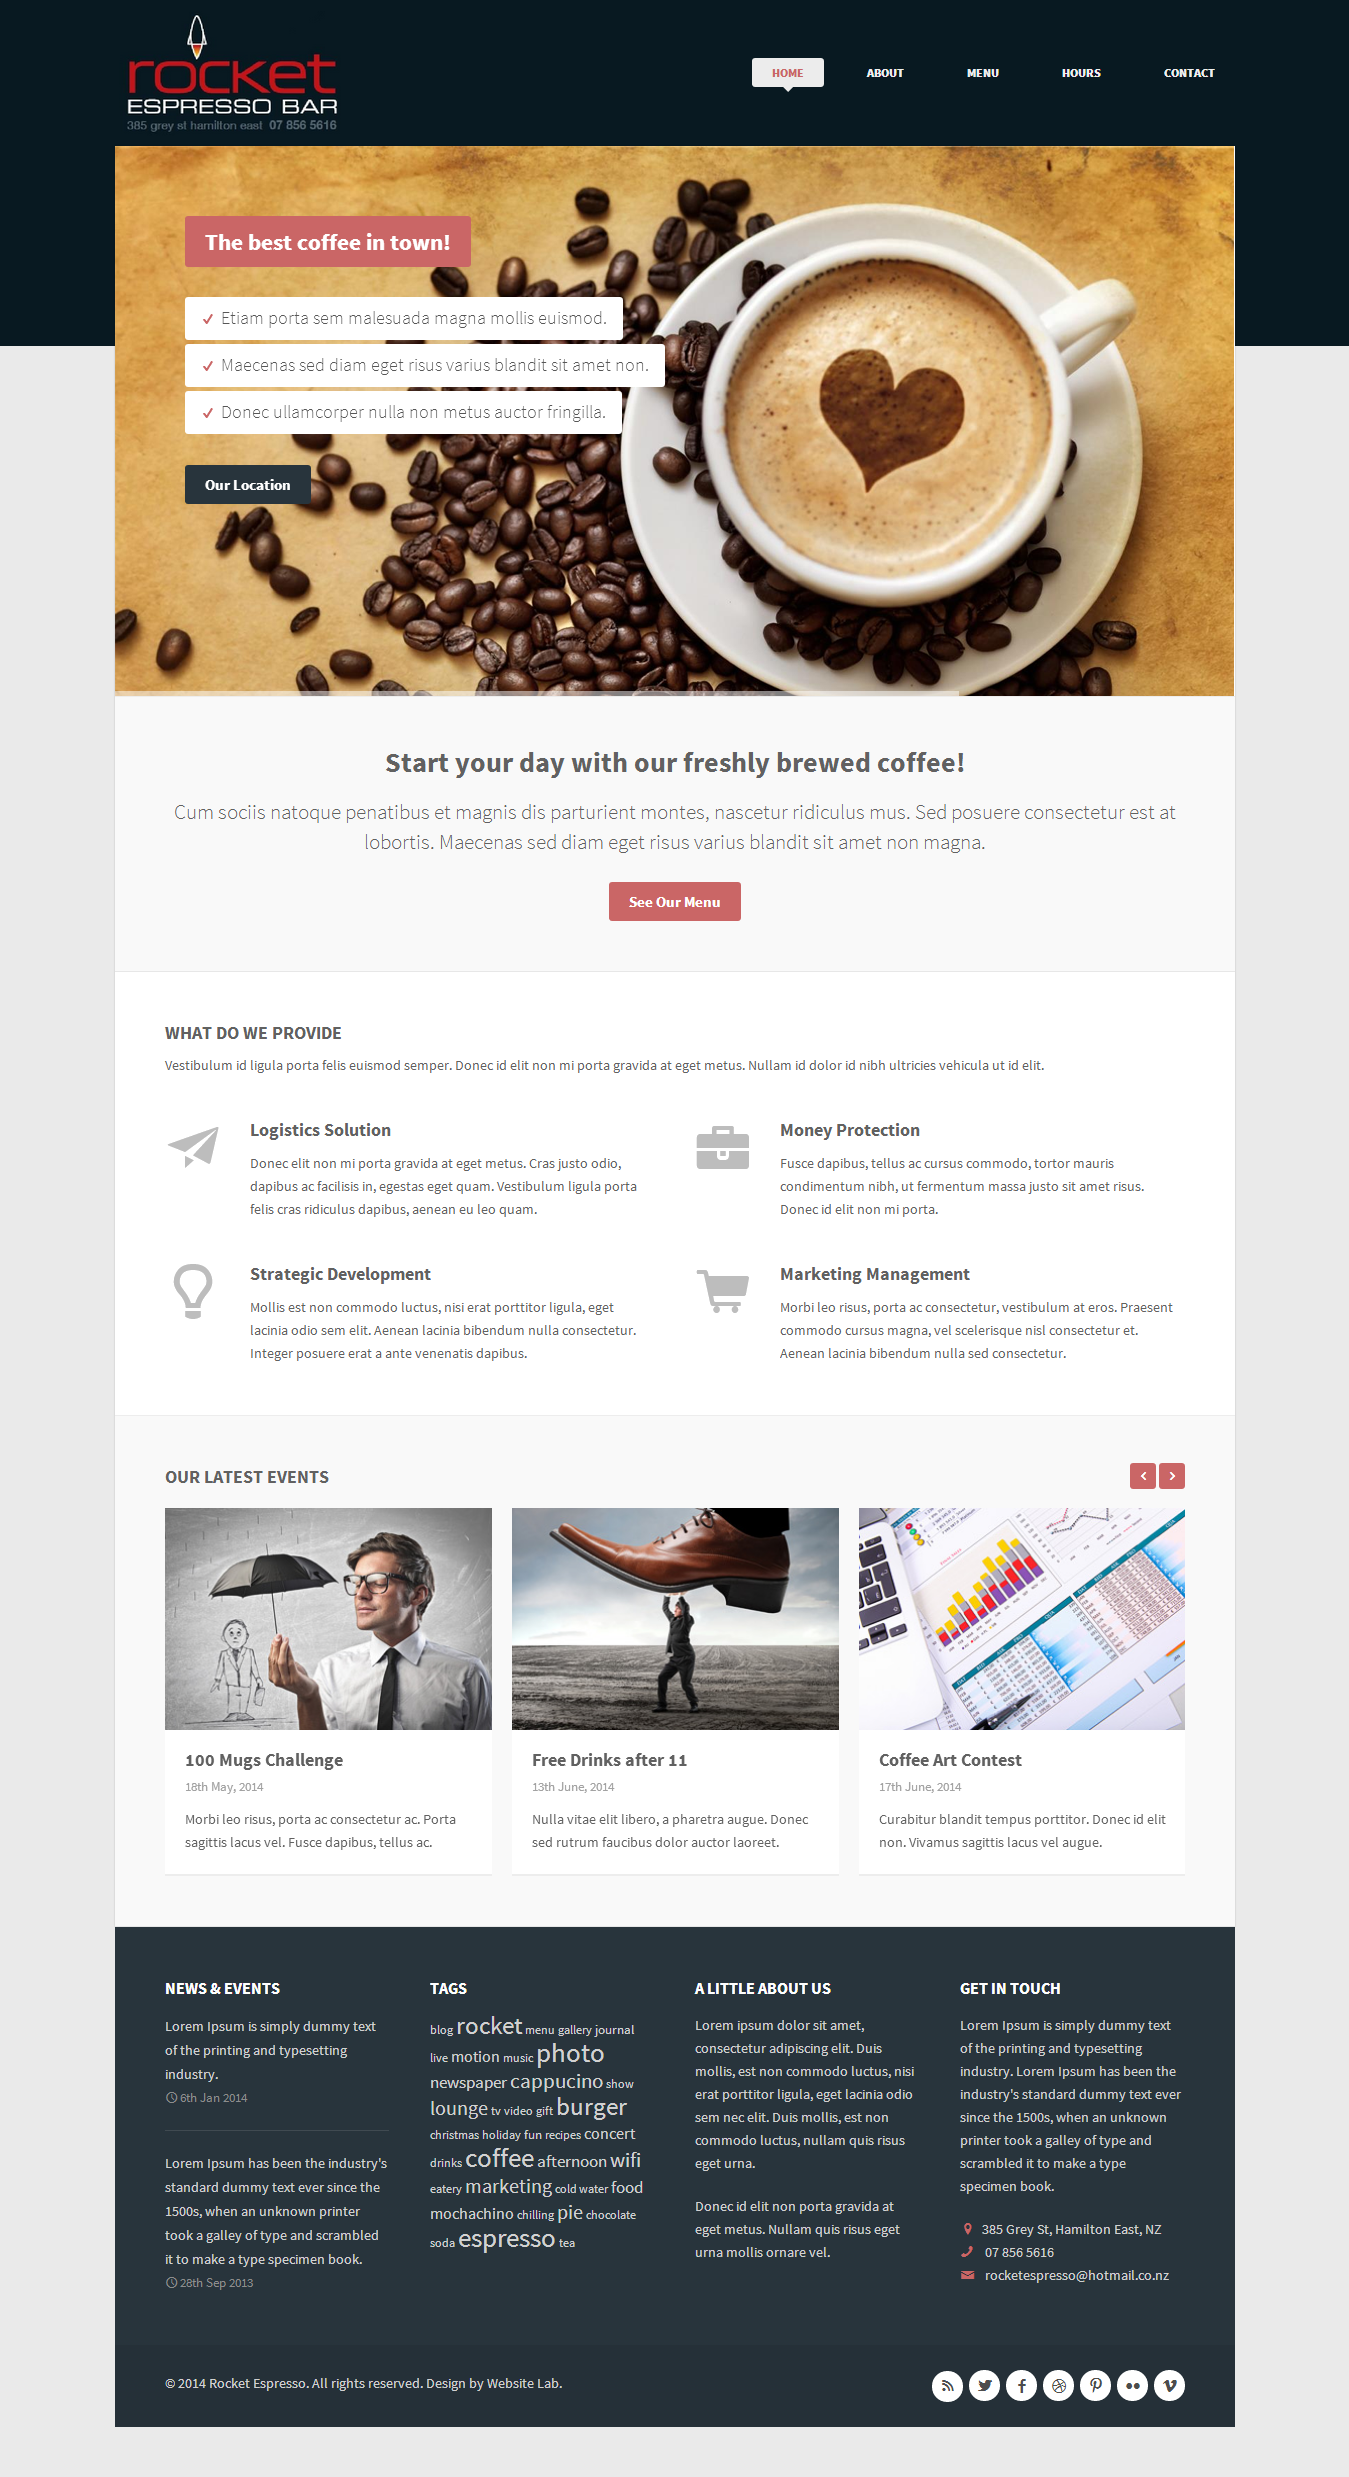 rocket
ESPRESSO BAR
385 grey st hamilton east 07 856 5616
HOME ABOUT MENU HOURS CONTACT
The best coffee in town!
Etiam porta sem malesuada magna mollis euismod.
Maecenas sed diam eget risus varius blandit sit amet non.
Donec ullamcorper nulla non metus auctor fringilla.
Our Location
Start your day with our freshly brewed coffee!
Cum sociis natoque penatibus et magnis dis parturient montes, nascetur ridiculus mus. Sed posuere consectetur est at
lobortis. Maecenas sed diam eget risus varius blandit sit amet non magna.
See Our Menu
WHAT DO WE PROVIDE
Vestibulum id ligula porta felis euismod semper. Donec id elit non mi porta gravida at eget metus. Nullam id dolor id nibh ultricies vehicula ut id elit.
Logistics Solution
Donec elit non mi porta gravida at eget metus. Cras justo odio,
dapibus ac facilisis in, egestas eget quam. Vestibulum ligula porta
felis cras ridiculus dapibus, aenean eu leo quam.
Money Protection
Fusce dapibus, tellus ac cursus commodo, tortor mauris
condimentum nibh, ut fermentum massa justo sit amet risus.
Donec id elit non mi porta.
Strategic Development
Mollis est non commodo luctus, nisi erat porttitor ligula, eget
lacinia odio sem elit. Aenean lacinia bibendum nulla consectetur.
Integer posuere erat a ante venenatis dapibus.
Marketing Management
Morbi leo risus, porta ac consectetur, vestibulum at eros. Praesent
commodo cursus magna, vel scelerisque nisl consectetur et.
Aenean lacinia bibendum nulla sed consectetur.
OUR LATEST EVENTS
100 Mugs Challenge
18th May, 2014
Morbi leo risus, porta ac consectetur ac. Porta
sagittis lacus vel. Fusce dapibus, tellus ac.
Free Drinks after 11
13th June, 2014
Nulla vitae elit libero, a pharetra augue. Donec
sed rutrum faucibus dolor auctor laoreet.
Coffee Art Contest
17th June, 2014
Curabitur blandit tempus porttitor. Donec id elit
non. Vivamus sagittis lacus vel augue.
NEWS & EVENTS
Lorem Ipsum is simply dummy text
of the printing and typesetting
industry.
6th Jan 2014
Lorem Ipsum has been the industry's
standard dummy text ever since the
1500s, when an unknown printer
took a galley of type and scrambled
it to make a type specimen book.
28th Sep 2013
TAGS
blog rocket menu gallery journal
live motion music photo
newspaper cappucino show
lounge tv video gift burger
christmas holiday fun recipes concert
drinks coffee afternoon wifi
eatery marketing cold water food
mochachino chilling pie chocolate
soda espresso tea
A LITTLE ABOUT US
Lorem ipsum dolor sit amet,
consectetur adipiscing elit. Duis
mollis, est non commodo luctus, nisi
erat porttitor ligula, eget lacinia odio
sem nec elit. Duis mollis, est non
commodo luctus, nullam quis risus
eget urna.
Donec id elit non porta gravida at
eget metus. Nullam quis risus eget
urna mollis ornare vel.
GET IN TOUCH
Lorem Ipsum is simply dummy text
of the printing and typesetting
industry. Lorem Ipsum has been the
industry's standard dummy text ever
since the 1500s, when an unknown
printer took a galley of type and
scrambled it to make a type
specimen book.
385 Grey St, Hamilton East, NZ
07 856 5616
rocketespresso@hotmail.co.nz
© 2014 Rocket Espresso. All rights reserved. Design by Website Lab.